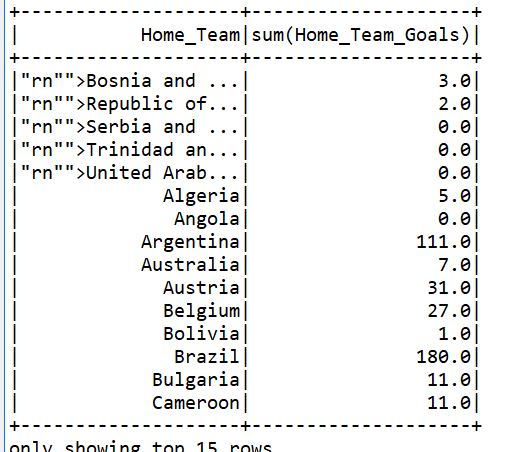 +--------------------+--------------------+
|           Home_Team|sum(Home_Team_Goals)|
+--------------------+--------------------+
|"rn"">Bosnia and ...|                 3.0|
|"rn"">Republic of...|                 2.0|
|"rn"">Serbia and ...|                 0.0|
|"rn"">Trinidad an...|                 0.0|
|"rn"">United Arab...|                 0.0|
|             Algeria|                 5.0|
|              Angola|                 0.0|
|           Argentina|               111.0|
|           Australia|                 7.0|
|             Austria|                31.0|
|             Belgium|                27.0|
|             Bolivia|                 1.0|
|              Brazil|               180.0|
|            Bulgaria|                11.0|
|            Cameroon|                11.0|
+--------------------+--------------------+
only showing top 15 rows